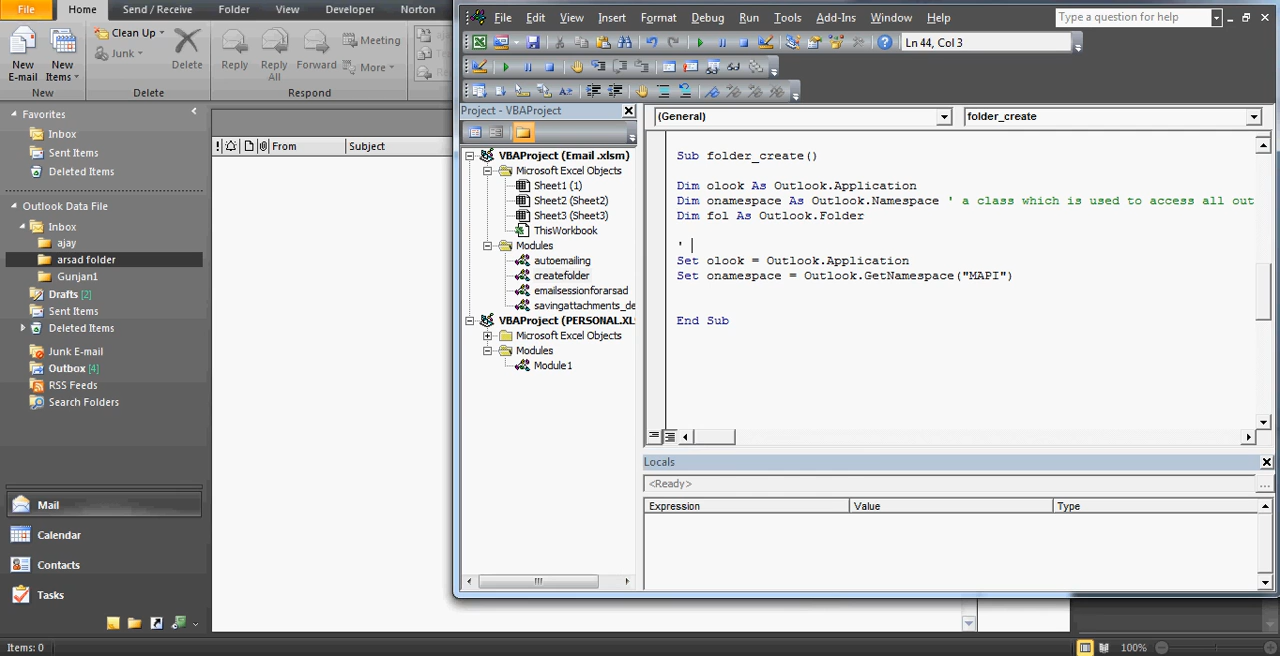 File Home Send / Receive Folder View Developer Norton
New E-mail
New Items
Clean Up
Junk
Delete
Reply
Reply All
Forward
Meeting
More
New Delete Respond
Favorites
Inbox
Sent Items
Deleted Items
Outlook Data File
Inbox
ajay
arsad folder
Gunjan1
Drafts [2]
Sent Items
Deleted Items
Junk E-mail
Outbox [4]
RSS Feeds
Search Folders
Mail
Calendar
Contacts
Tasks
Items: 0
From Subject
File Edit View Insert Format Debug Run Tools Add-Ins Window Help
Type a question for help
Ln 44, Col 3
Project - VBAProject
VBAProject (Email .xlsm)
Microsoft Excel Objects
Sheet1 (1)
Sheet2 (Sheet2)
Sheet3 (Sheet3)
ThisWorkbook
Modules
autoemailing
createfolder
emailsessionforarsad
savingattachments_de
VBAProject (PERSONAL.XLS
Microsoft Excel Objects
Modules
Module1
(General) folder_create
Sub folder_create()
Dim olook As Outlook.Application
Dim onamespace As Outlook.Namespace ' a class which is used to access all out
Dim fol As Outlook.Folder
'
Set olook = Outlook.Application
Set onamespace = Outlook.GetNamespace("MAPI")
End Sub
Locals
<Ready>
Expression Value Type
100%